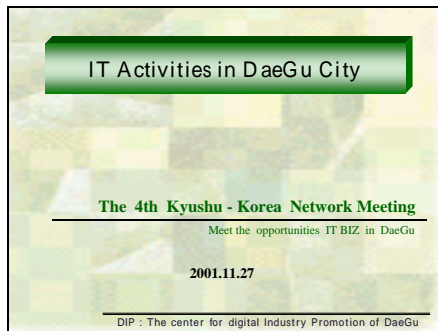 IT Activities in DaeGu City
The 4th Kyushu - Korea Network Meeting
Meet the opportunities IT BIZ in DaeGu
2001.11.27
DIP : The center for digital Industry Promotion of DaeGu